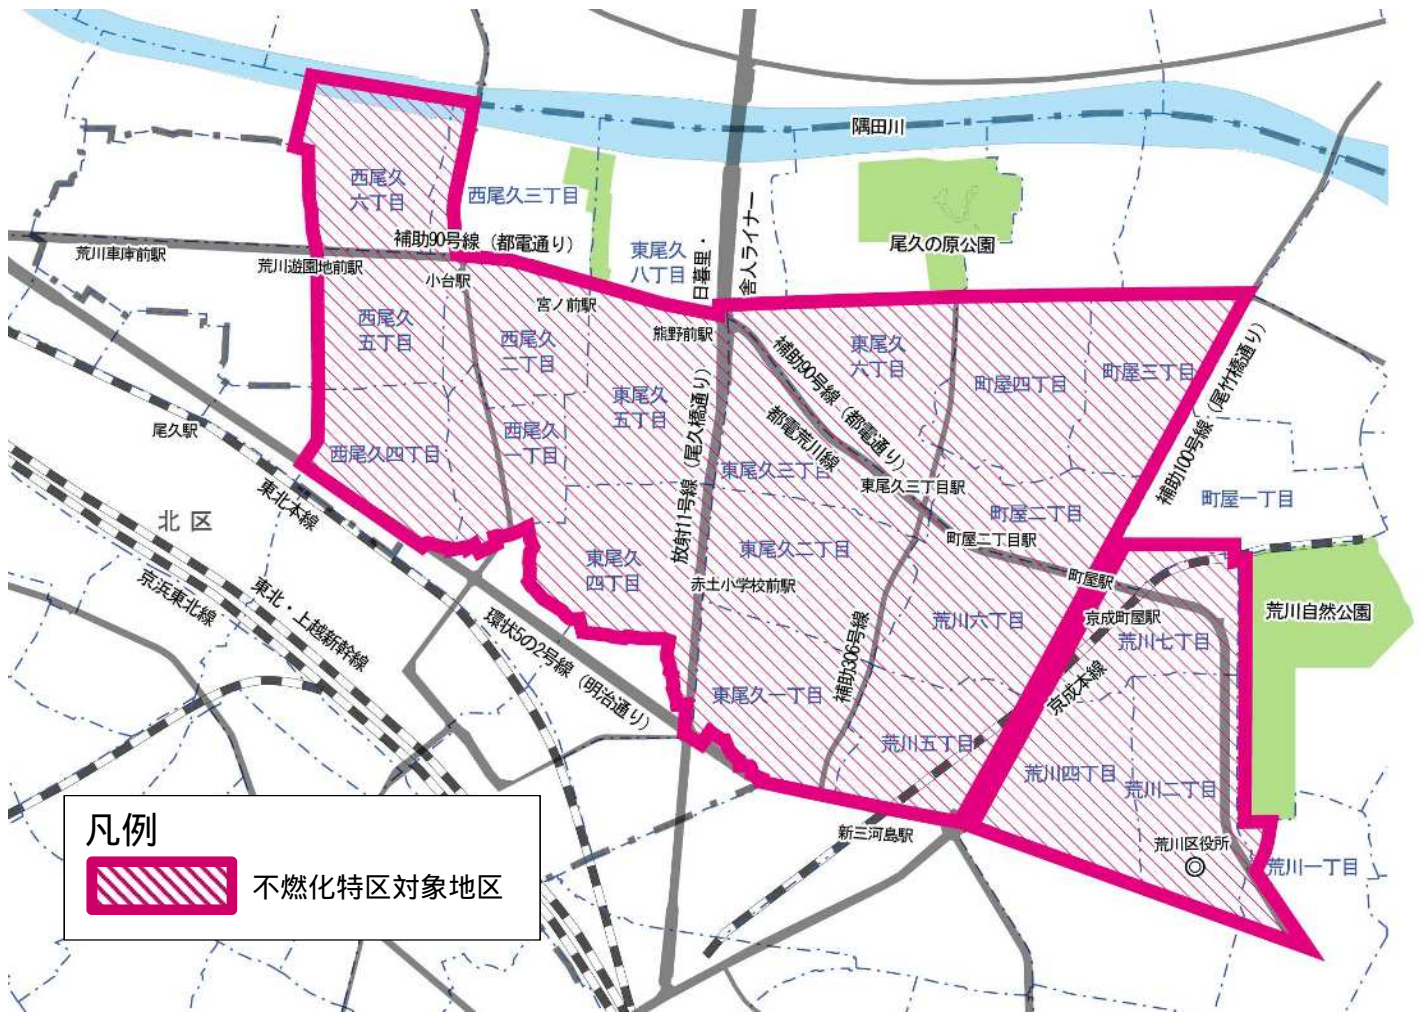 隅田川
西尾久
六丁目
西尾久三丁目
補助90号線（都電通り）
東尾久
八丁目
日暮里・
舎人ライナー
尾久の原公園
荒川車庫前駅
荒川遊園地前駅
小台駅
宮ノ前駅
熊野前駅
西尾久
五丁目
西尾久
二丁目
東尾久
五丁目
補助90号線（都電通り）
都電荒川線
東尾久
六丁目
町屋四丁目
町屋三丁目
補助100号線（尾竹橋通り）
尾久駅
西尾久四丁目
西尾久
一丁目
放射11号線（尾久橋通り）
東尾久三丁目
東尾久三丁目駅
町屋一丁目
町屋二丁目
北区
東北本線
東尾久二丁目
町屋二丁目駅
東尾久
四丁目
赤土小学校前駅
町屋駅
京浜東北線
東北・上越新幹線
環状5の2号線（明治通り）
補助306号線
荒川六丁目
京成町屋駅
荒川七丁目
荒川自然公園
京成本線
東尾久一丁目
荒川五丁目
荒川四丁目
荒川二丁目
新三河島駅
荒川区役所
荒川一丁目
凡例
不燃化特区対象地区